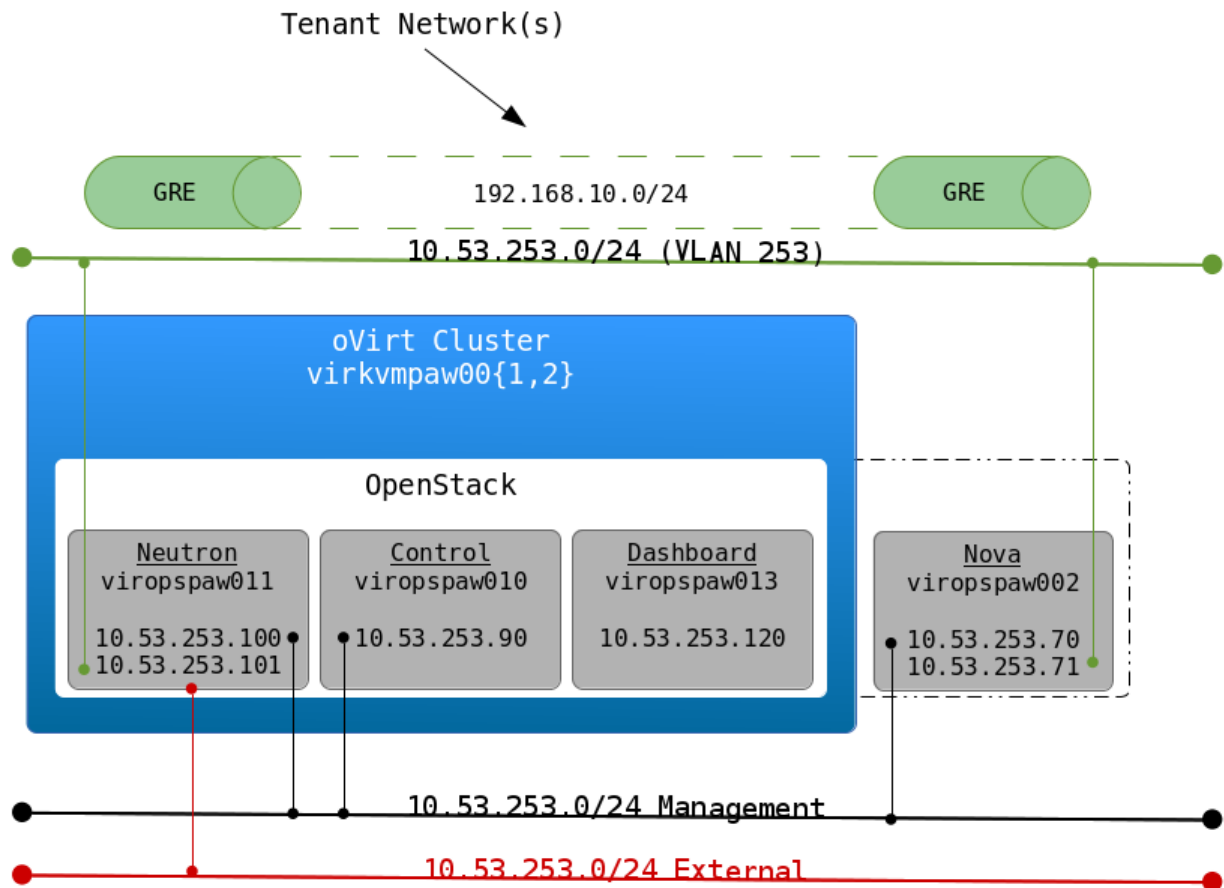 Tenant Network(s)
GRE
192.168.10.0/24
GRE
10.53.253.0/24 (VLAN 253)
oVirt Cluster
virkvmpaw00{1,2}
OpenStack
Neutron
viropspaw011
10.53.253.100
10.53.253.101
Control
viropspaw010
10.53.253.90
Dashboard
viropspaw013
10.53.253.120
Nova
viropspaw002
10.53.253.70
10.53.253.71
10.53.253.0/24 Management
10.53.253.0/24 External